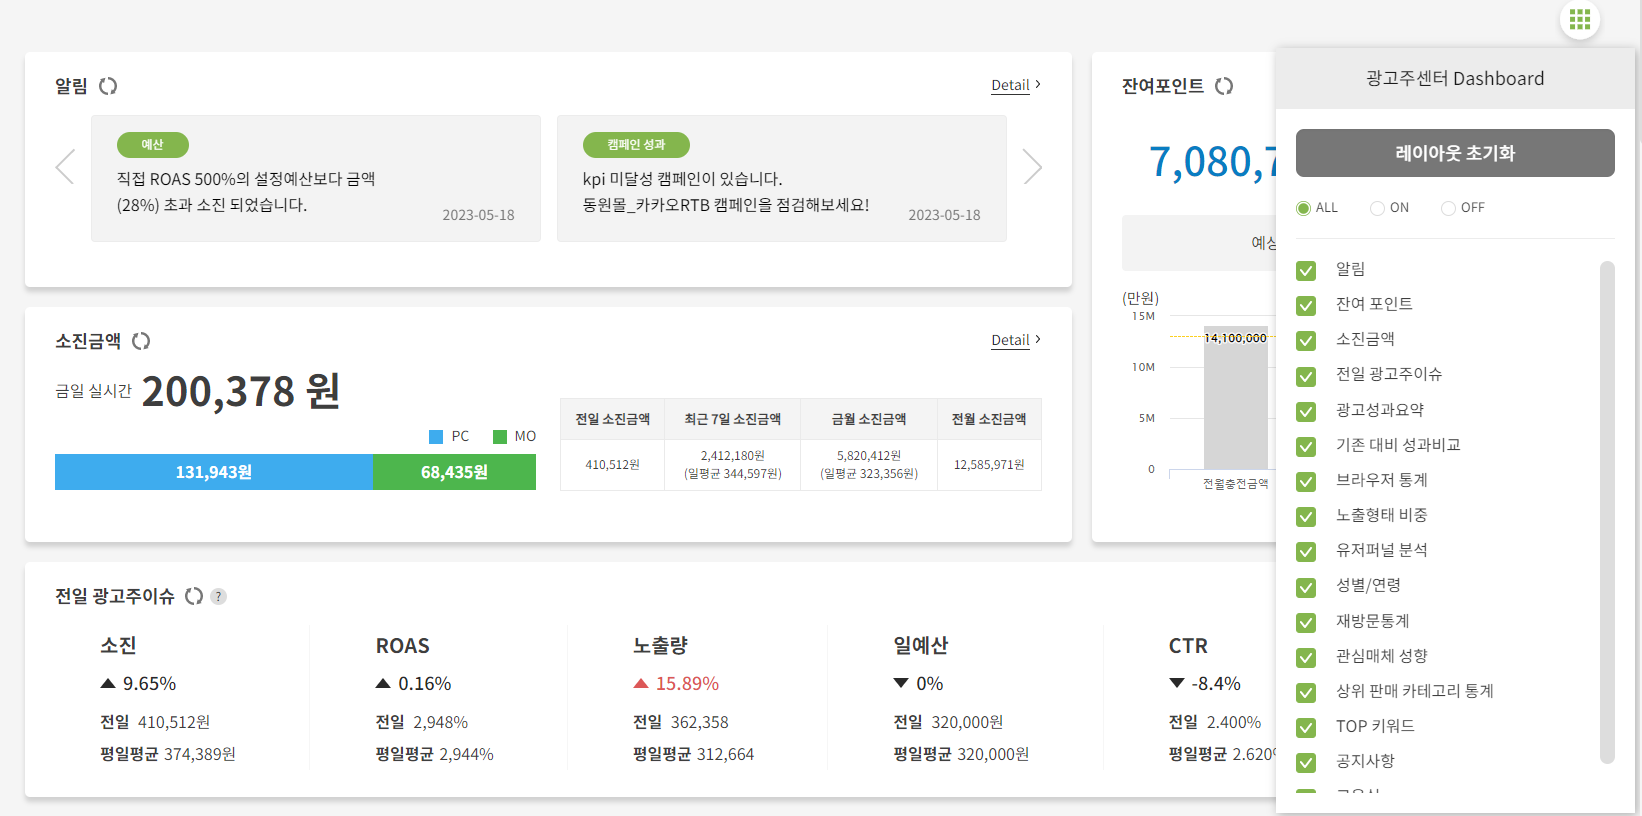 알림
Detail
예산
직접 ROAS 500%의 설정예산보다 금액
(28%) 초과 소진 되었습니다.
2023-05-18
캠페인 성과
kpi 미달성 캠페인이 있습니다.
동원몰_카카오RTB 캠페인을 점검해보세요!
2023-05-18
잔여포인트
7,080,7
예상
(만원)
15M
10M
5M
0
14,100,000
전월충전금액
소진금액
Detail
금일 실시간 200,378 원
PC MO
131,943원 68,435원
전일 소진금액 최근 7일 소진금액 금월 소진금액 전월 소진금액
410,512원 2,412,180원 5,820,412원 12,585,971원
(일평균 344,597원) (일평균 323,356원)
전일 광고주이슈 ?
소진
9.65%
전일 410,512원
평일평균 374,389원
ROAS
0.16%
전일 2,948%
평일평균 2,944%
노출량
15.89%
전일 362,358
평일평균 312,664
일예산
0%
전일 320,000원
평일평균 320,000원
CTR
-8.4%
전일 2.400%
평일평균 2.620%
광고주센터 Dashboard
레이아웃 초기화
ALL ON OFF
알림
잔여 포인트
소진금액
전일 광고주이슈
광고성과요약
기존 대비 성과비교
브라우저 통계
노출형태 비중
유저퍼널 분석
성별/연령
재방문통계
관심매체 성향
상위 판매 카테고리 통계
TOP 키워드
공지사항